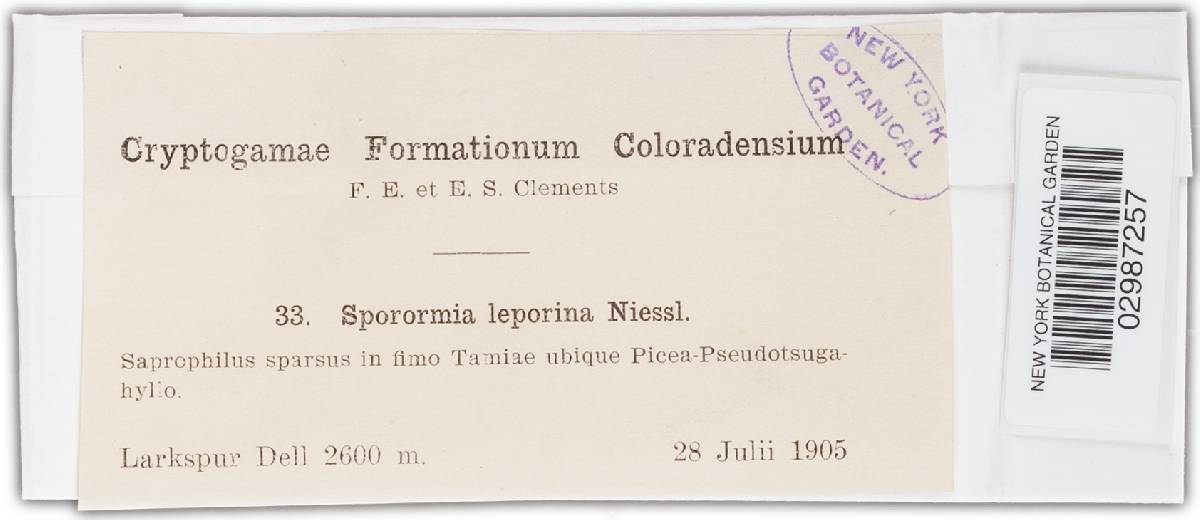 Cryptogamae Formationum Coloradensium
F. E. et E. S. Clements
33. Sporormia leporina Niessl.
Saprophilus sparsus in fimo Tamiae ubique Picea-Pseudotsuga-
hylio.
Larkspur Dell 2600 m. 28 Julii 1905
NEW YORK
BOTANICAL
GARDEN.
NEW YORK BOTANICAL GARDEN
02987257